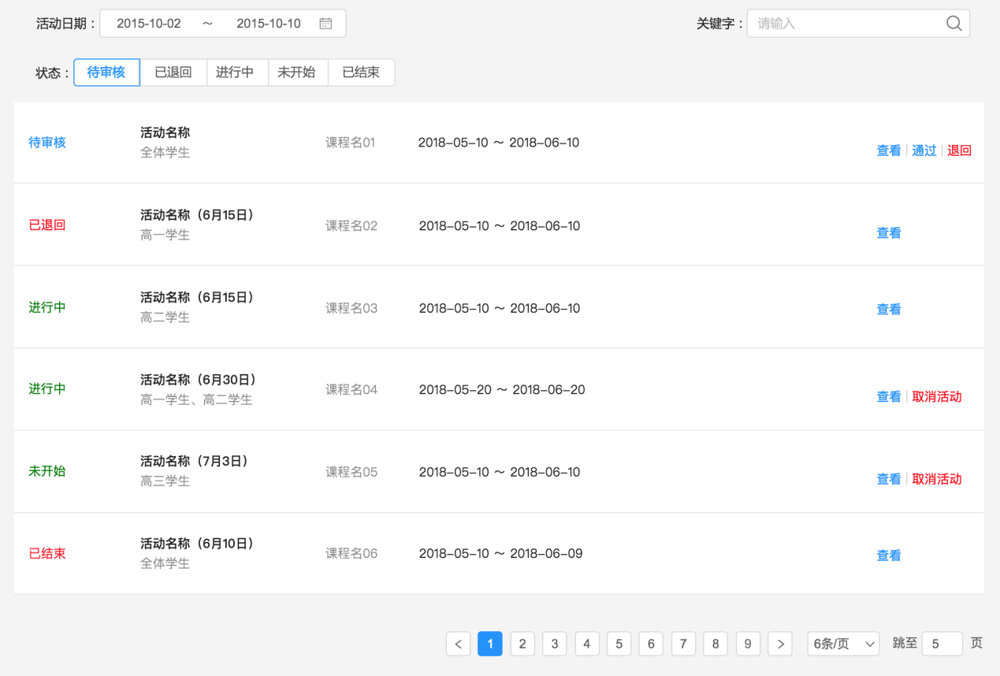 活动日期： 2015-10-02 ～ 2015-10-10 关键字： 请输入
状态： 待审核 已退回 进行中 未开始 已结束
待审核 活动名称 课程名01 2018-05-10 ～ 2018-06-10 查看 通过 退回
全体学生
已退回 活动名称（6月15日） 课程名02 2018-05-10 ～ 2018-06-10 查看
高一学生
进行中 活动名称（6月15日） 课程名03 2018-05-10 ～ 2018-06-10 查看
高二学生
进行中 活动名称（6月30日） 课程名04 2018-05-20 ～ 2018-06-20 查看 取消活动
高一学生、高二学生
未开始 活动名称（7月3日） 课程名05 2018-05-10 ～ 2018-06-10 查看 取消活动
高三学生
已结束 活动名称（6月10日） 课程名06 2018-05-10 ～ 2018-06-09 查看
全体学生
< 1 2 3 4 5 6 7 8 9 > 6条/页 跳至 5 页